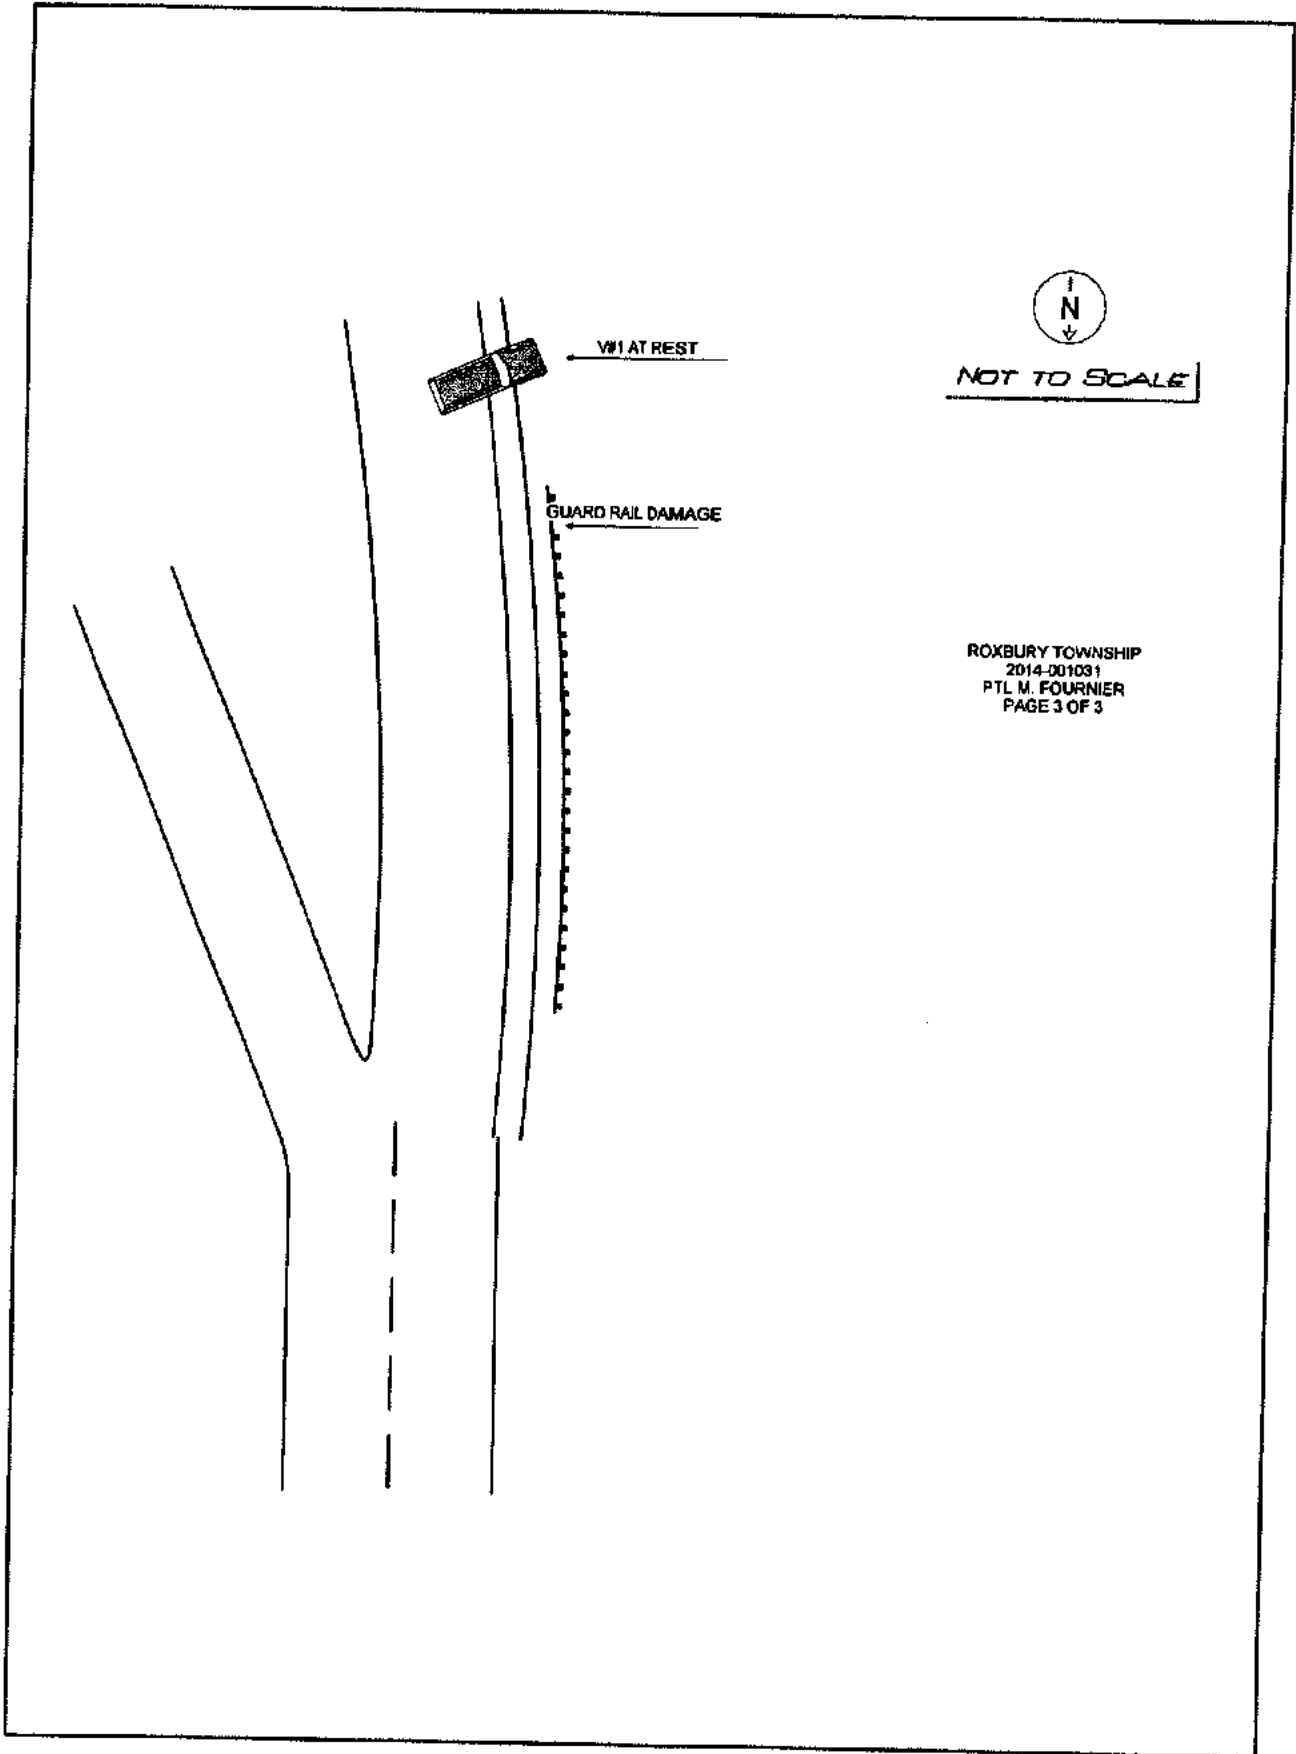 N
NOT TO SCALE
V#1 AT REST
GUARD RAIL DAMAGE
ROXBURY TOWNSHIP
2014-001031
PTL M. FOURNIER
PAGE 3 OF 3